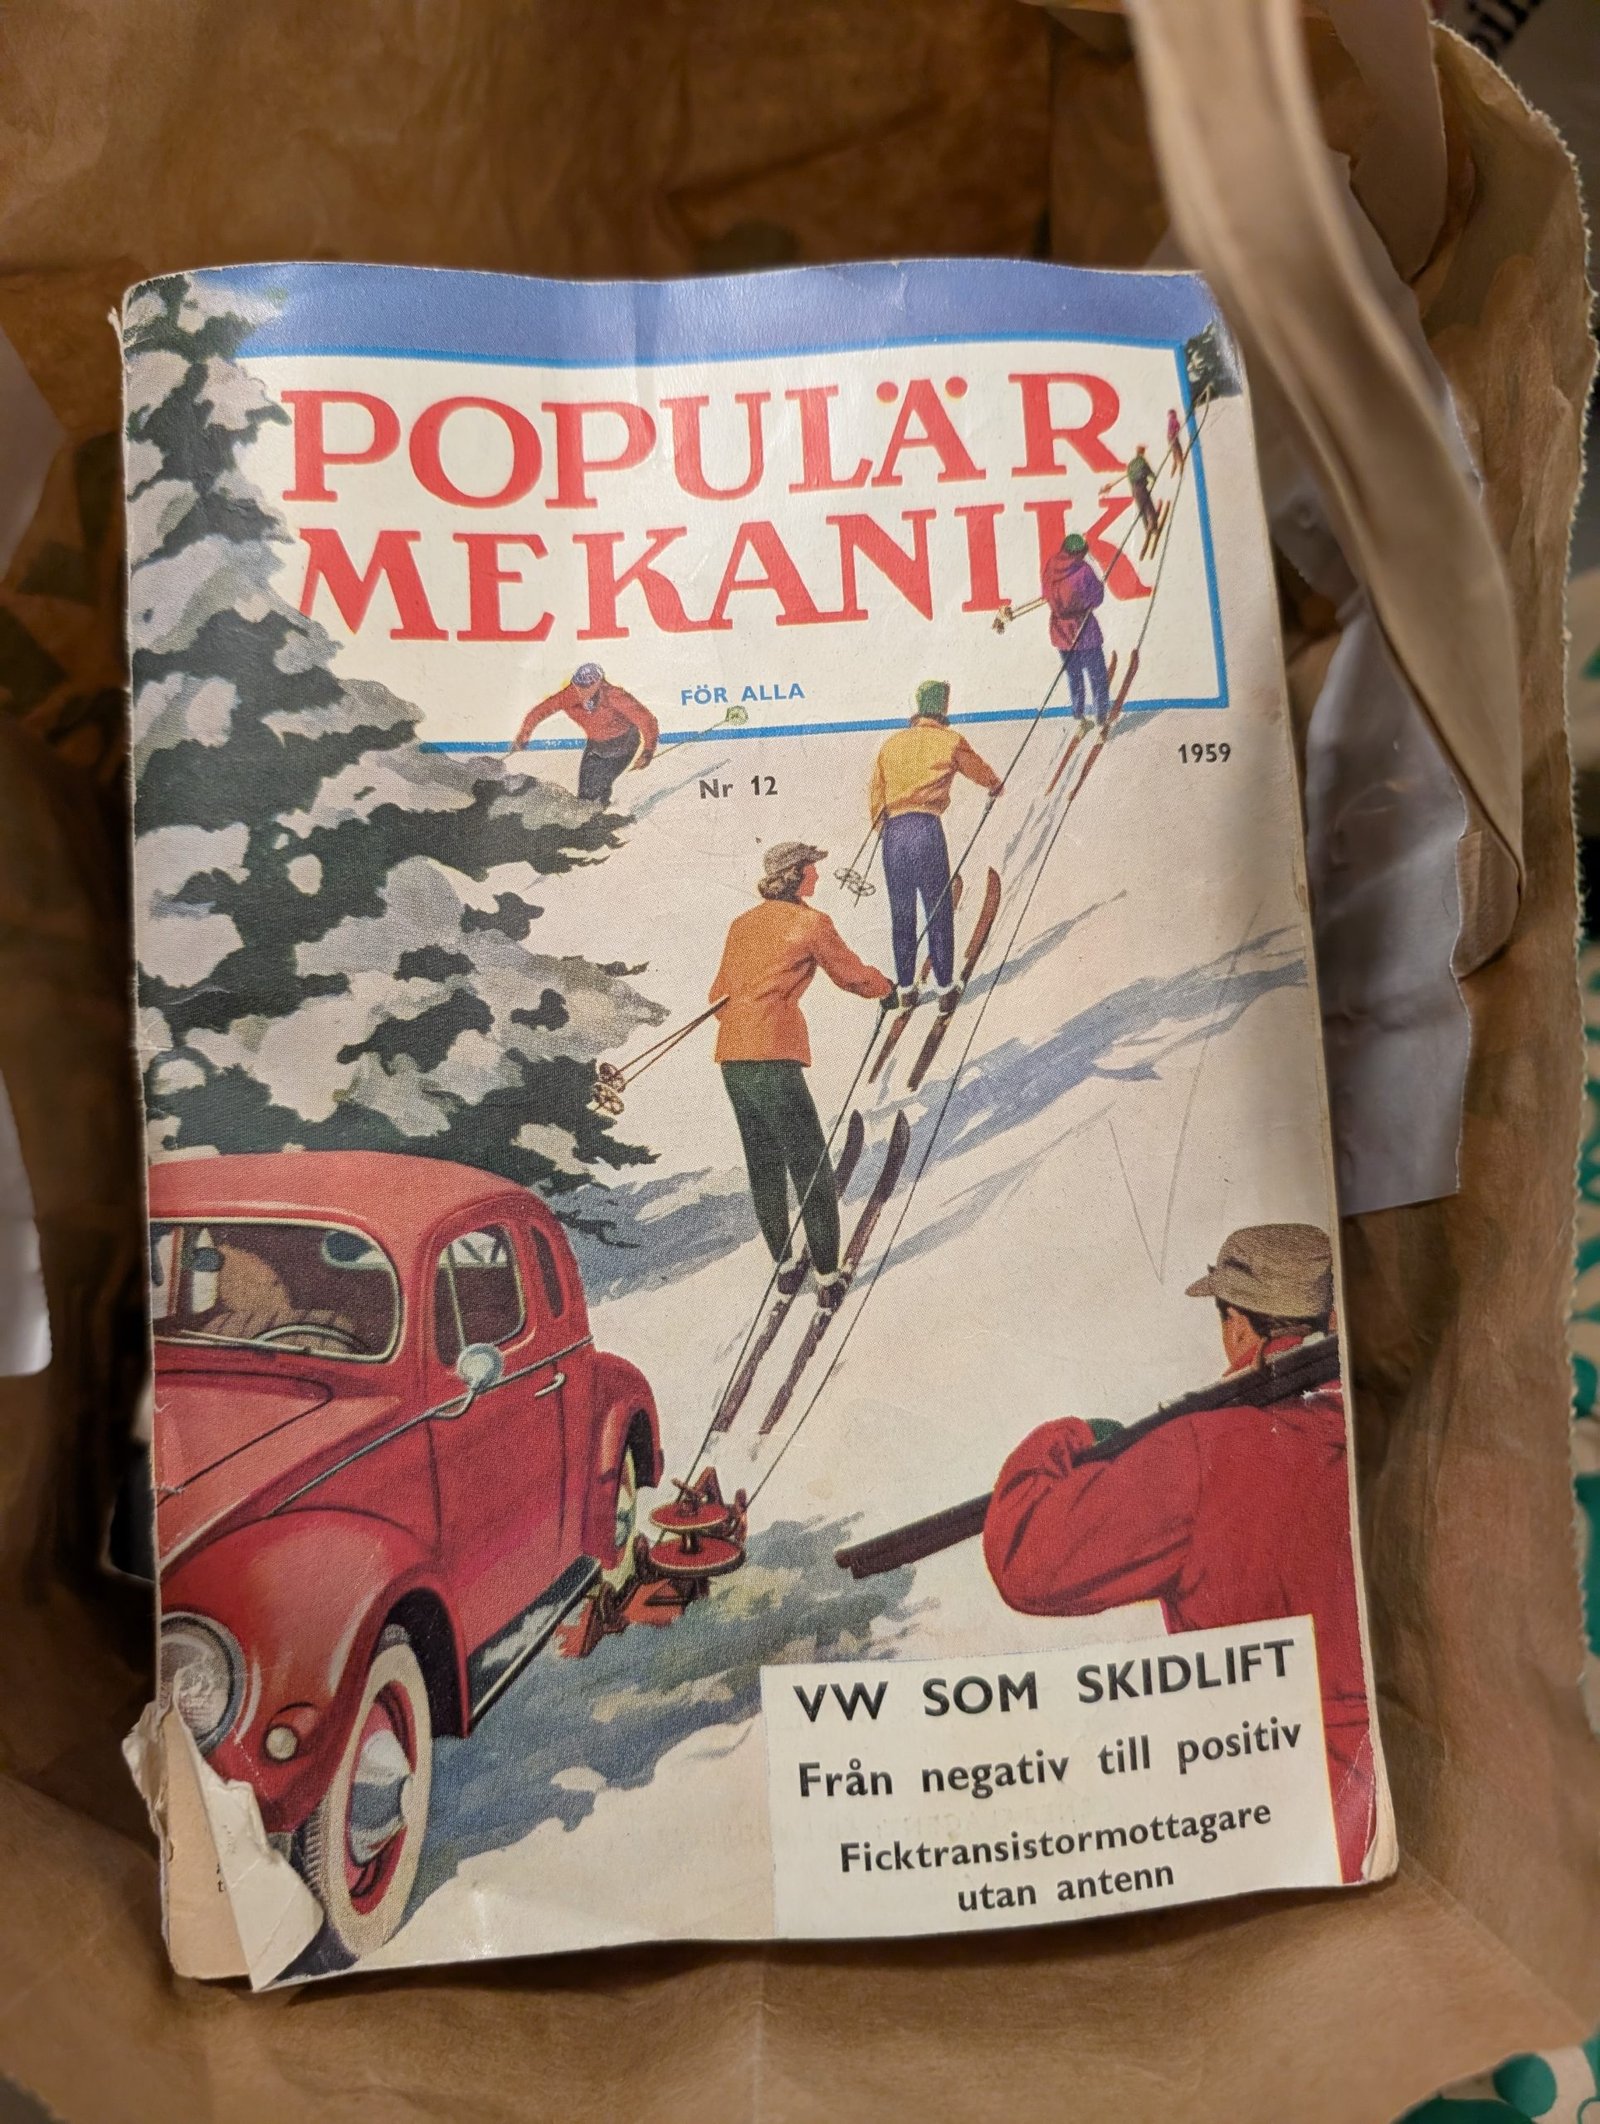 POPULÄR
MEKANIK
FÖR ALLA
Nr 12
1959
VW SOM SKIDLIFT
Från negativ till positiv
Ficktransistormottagare
utan antenn